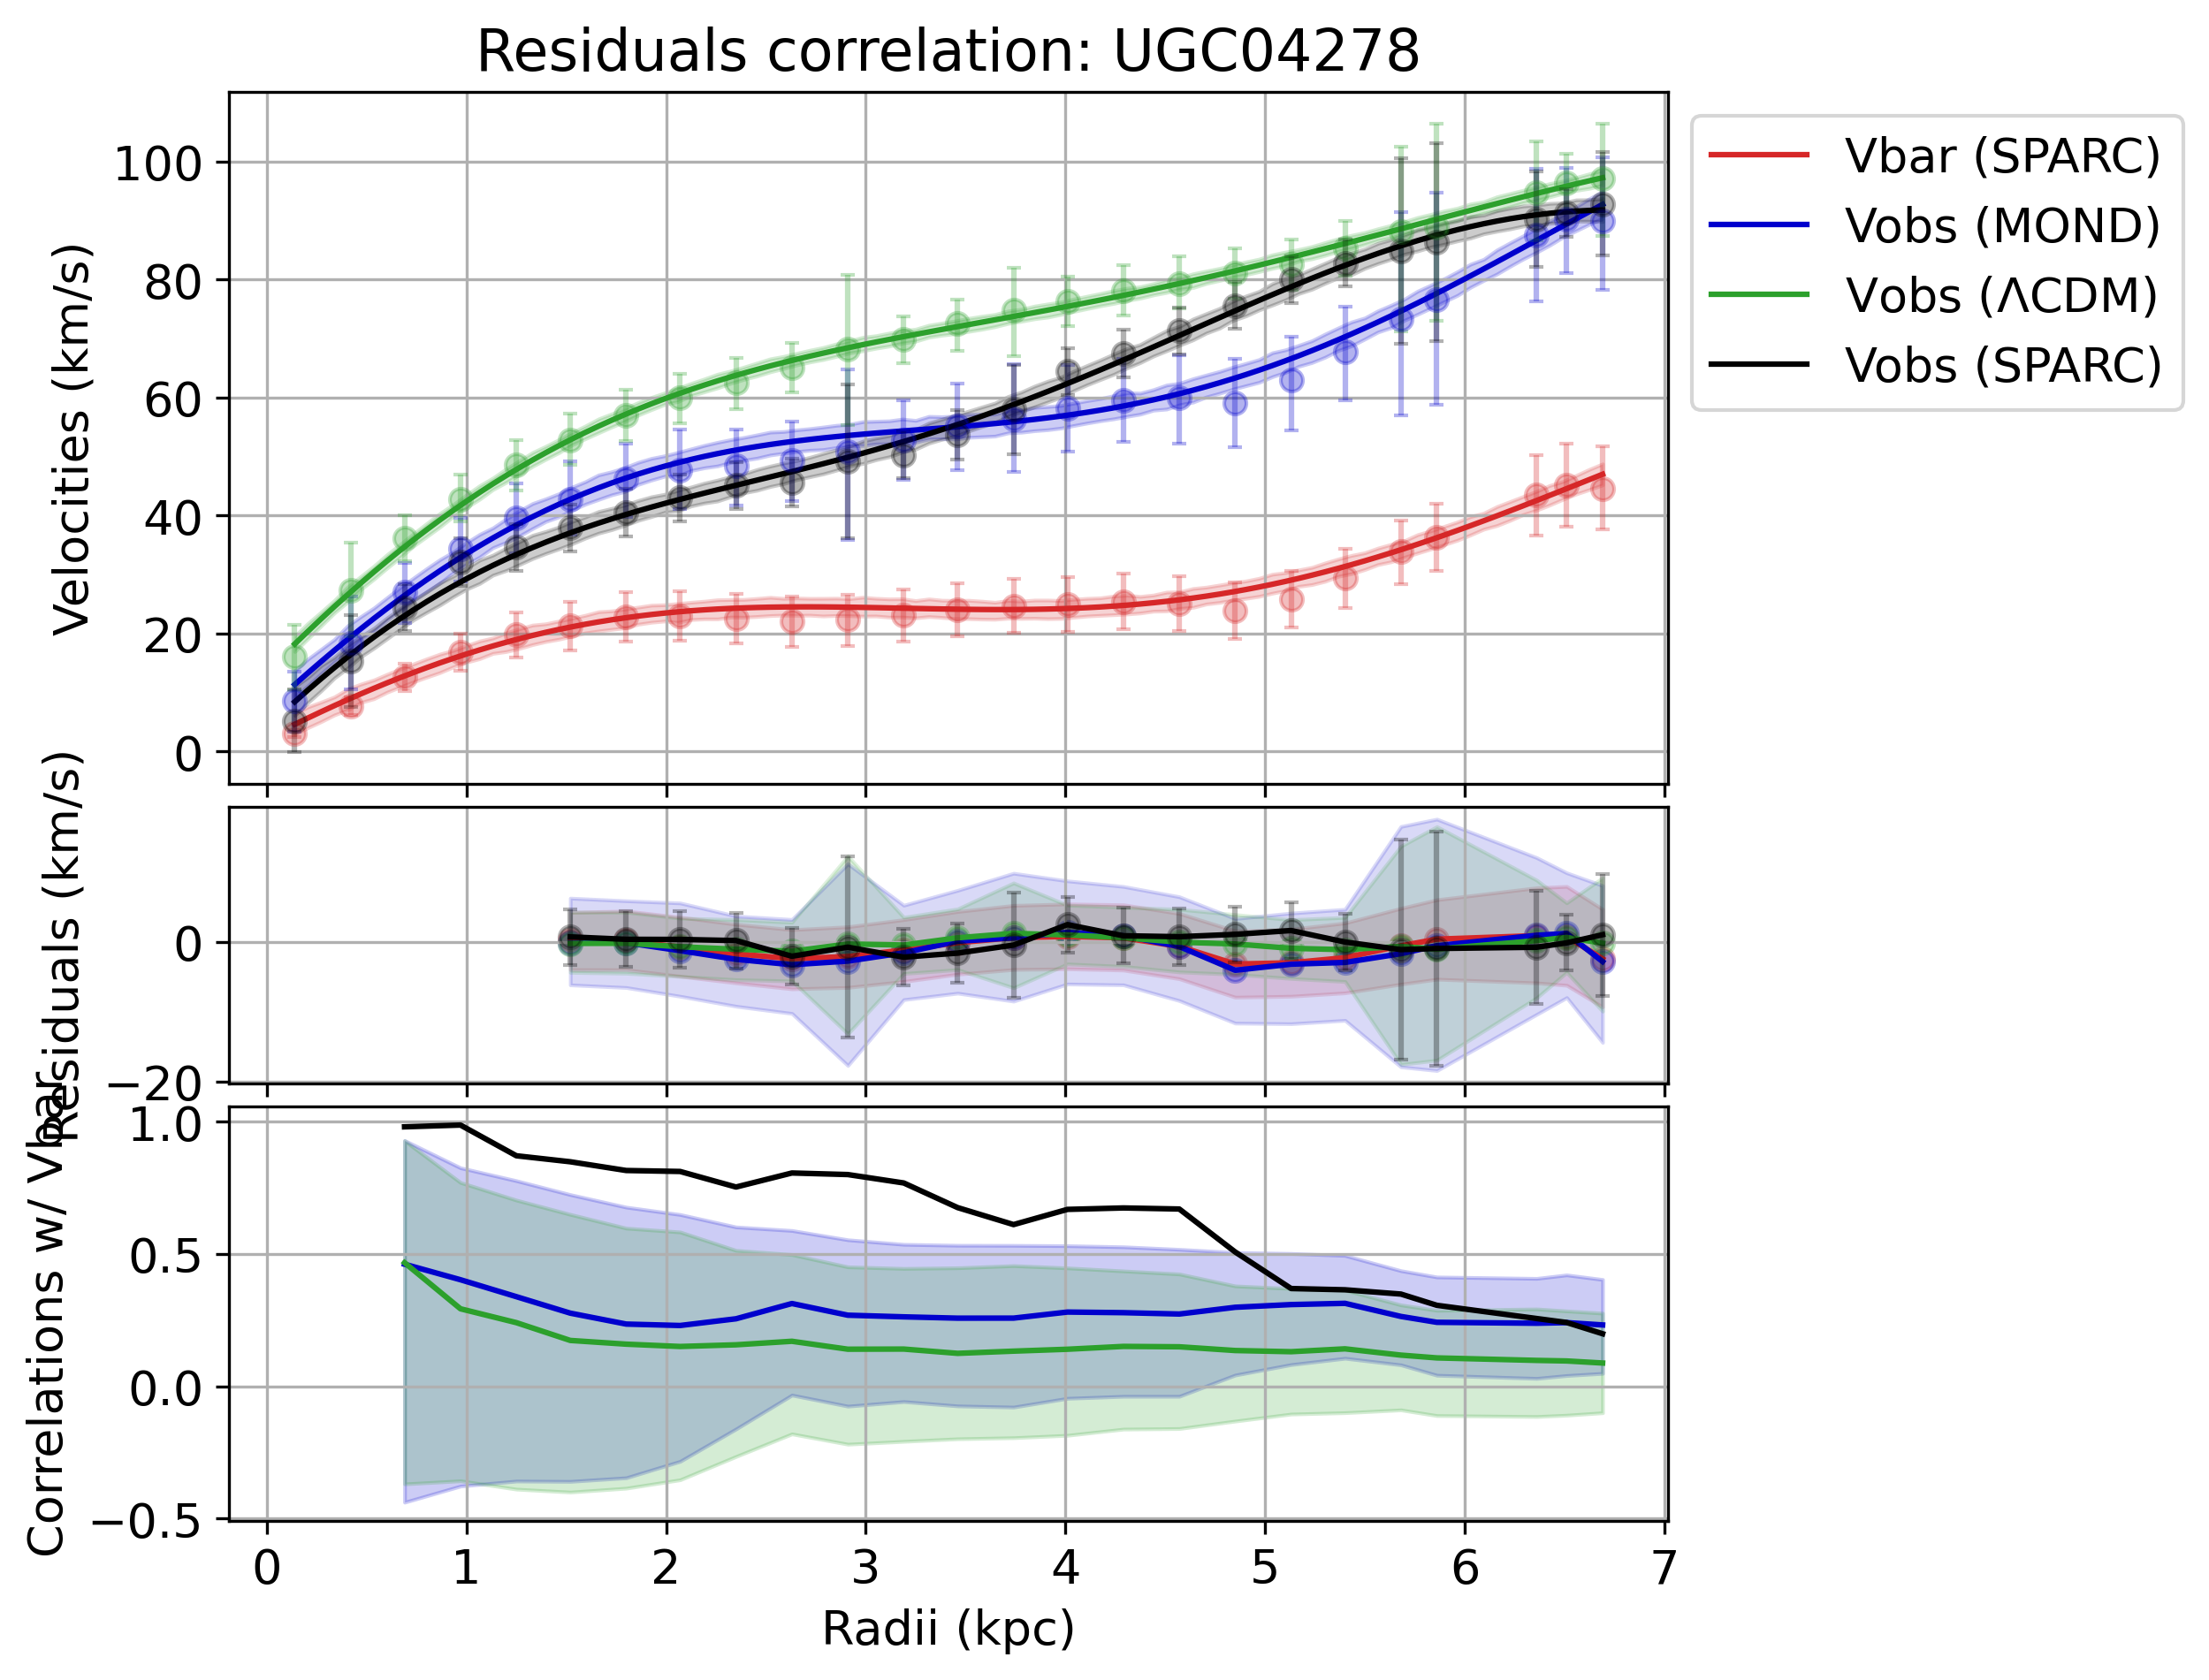 Residuals correlation: UGC04278
Velocities (km/s)
100
80
60
40
20
0
Vbar (SPARC)
Vobs (MOND)
Vobs (ΛCDM)
Vobs (SPARC)
Residuals (km/s)
0
−20
Correlations w/ Vbar
1.0
0.5
0.0
−0.5
0 1 2 3 4 5 6 7
Radii (kpc)